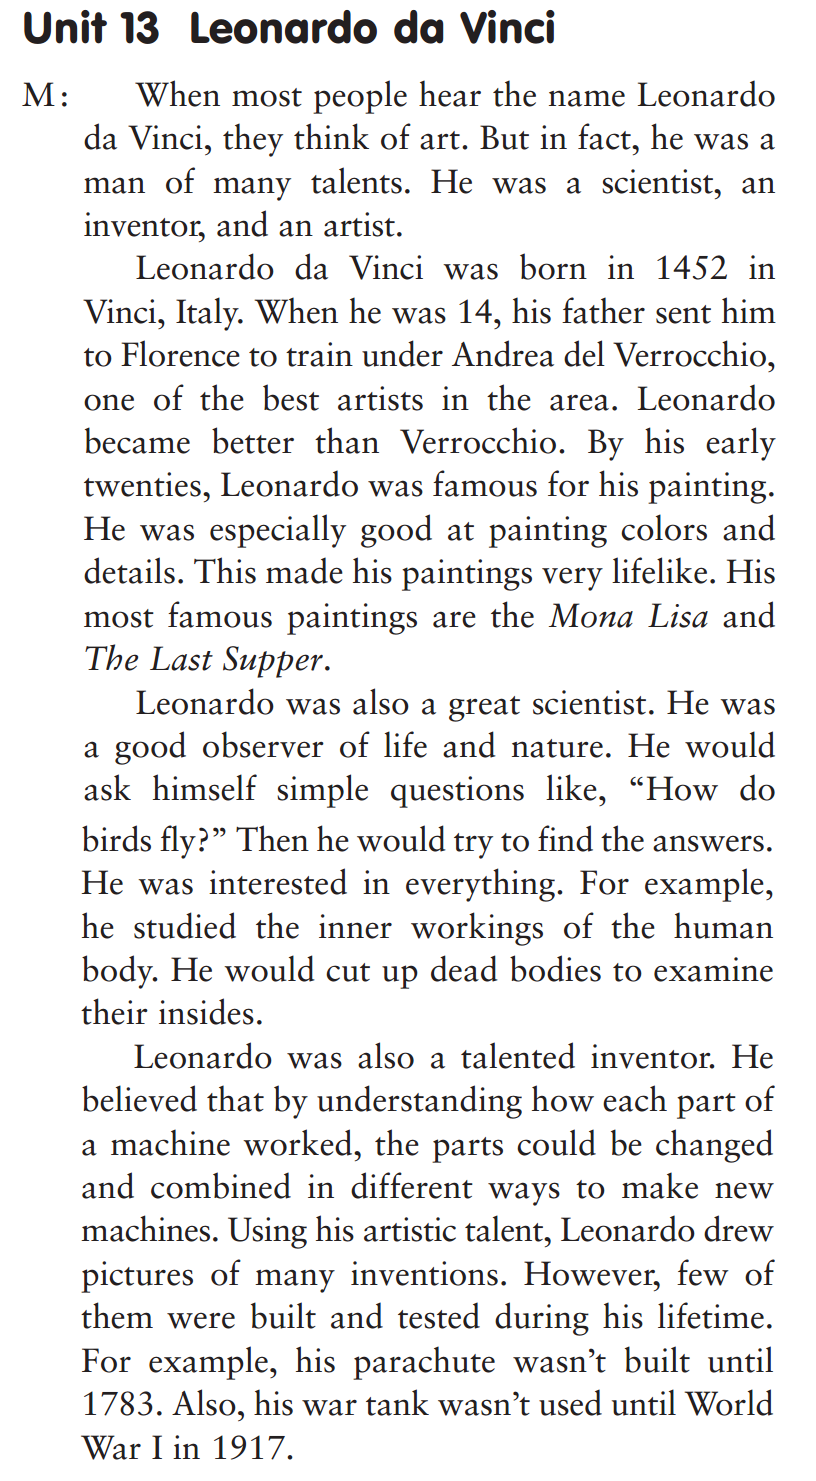 Unit 13 Leonardo da Vinci
M: When most people hear the name Leonardo
da Vinci, they think of art. But in fact, he was a
man of many talents. He was a scientist, an
inventor, and an artist.
Leonardo da Vinci was born in 1452 in
Vinci, Italy. When he was 14, his father sent him
to Florence to train under Andrea del Verrocchio,
one of the best artists in the area. Leonardo
became better than Verrocchio. By his early
twenties, Leonardo was famous for his painting.
He was especially good at painting colors and
details. This made his paintings very lifelike. His
most famous paintings are the Mona Lisa and
The Last Supper.
Leonardo was also a great scientist. He was
a good observer of life and nature. He would
ask himself simple questions like, “How do
birds fly?” Then he would try to find the answers.
He was interested in everything. For example,
he studied the inner workings of the human
body. He would cut up dead bodies to examine
their insides.
Leonardo was also a talented inventor. He
believed that by understanding how each part of
a machine worked, the parts could be changed
and combined in different ways to make new
machines. Using his artistic talent, Leonardo drew
pictures of many inventions. However, few of
them were built and tested during his lifetime.
For example, his parachute wasn’t built until
1783. Also, his war tank wasn’t used until World
War I in 1917.